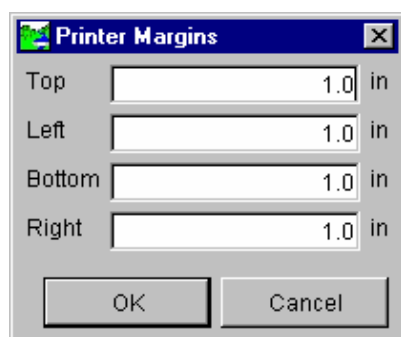 Printer Margins
Top 1.0 in
Left 1.0 in
Bottom 1.0 in
Right 1.0 in
OK Cancel